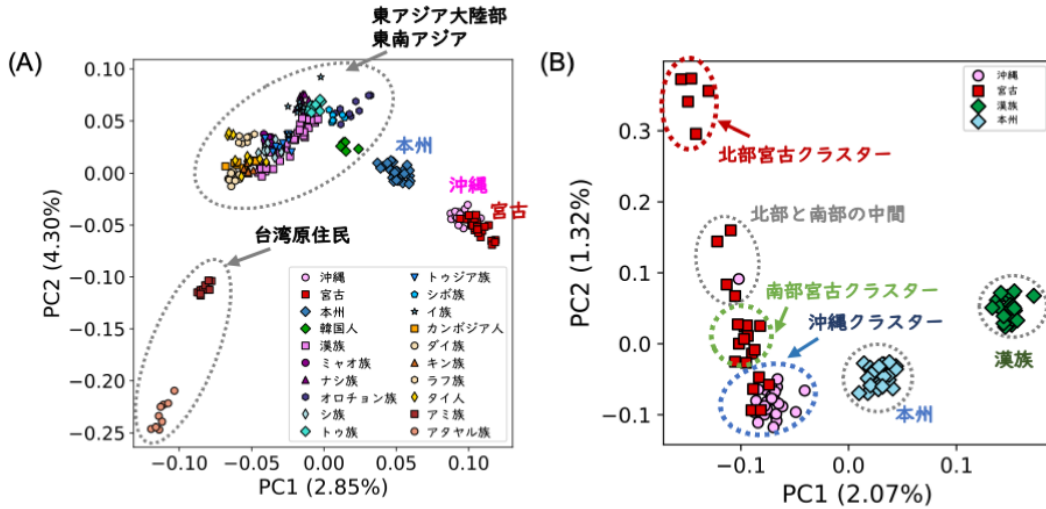 (A)
東アジア大陸部
東南アジア
本州
沖縄
宮古
台湾原住民
PC2 (4.30%)
0.10
0.05
0.00
−0.05
−0.10
−0.15
−0.20
−0.25
沖縄
宮古
本州
韓国人
漢族
ミャオ族
ナシ族
オロチョン族
シ族
トゥ族
トゥジア族
シボ族
イ族
カンボジア人
ダイ族
キン族
ラフ族
タイ人
アミ族
アタヤル族
−0.10
−0.05
0.00
0.05
0.10
PC1 (2.85%)
(B)
沖縄
宮古
漢族
本州
北部宮古クラスター
北部と南部の中間
南部宮古クラスター
沖縄クラスター
漢族
本州
PC2 (1.32%)
0.3
0.2
0.1
0.0
−0.1
−0.1
0.0
0.1
PC1 (2.07%)